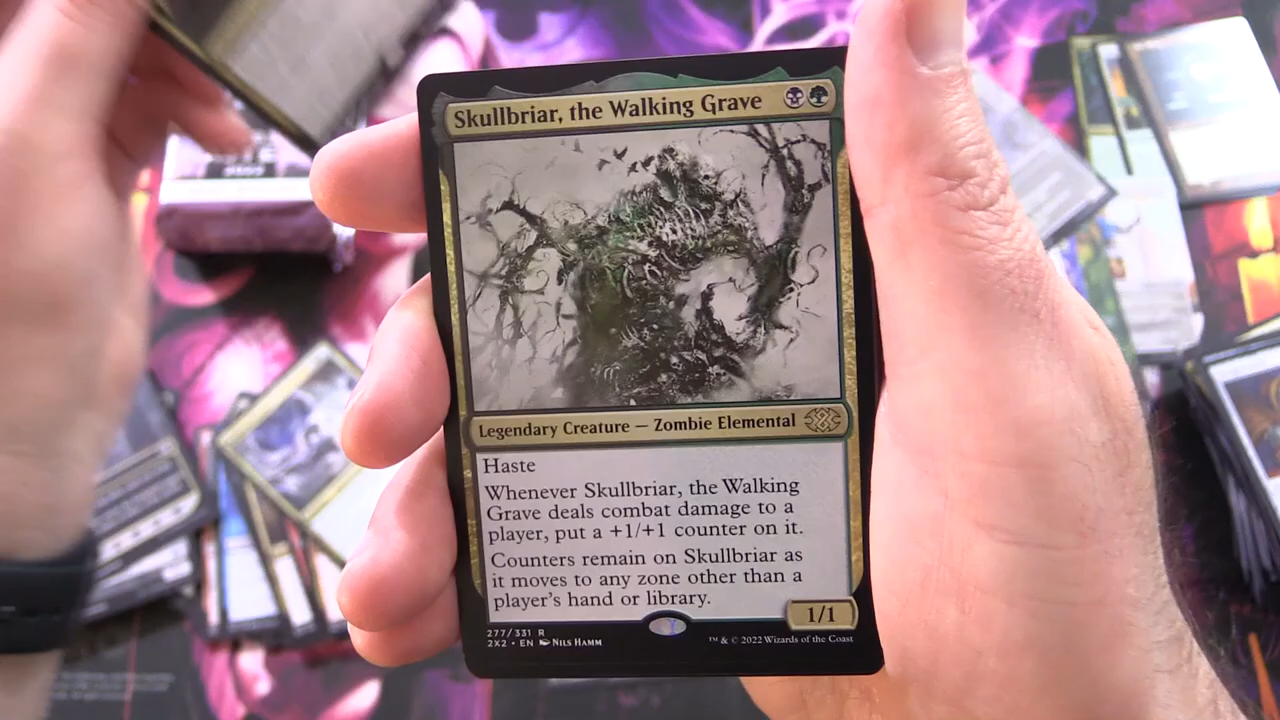 Skullbriar, the Walking Grave
Legendary Creature — Zombie Elemental
Haste
Whenever Skullbriar, the Walking
Grave deals combat damage to a
player, put a +1/+1 counter on it.
Counters remain on Skullbriar as
it moves to any zone other than a
player's hand or library.
1/1
277/331 R
2X2 • EN NILS HAMM
™ & © 2022 Wizards of the Coast